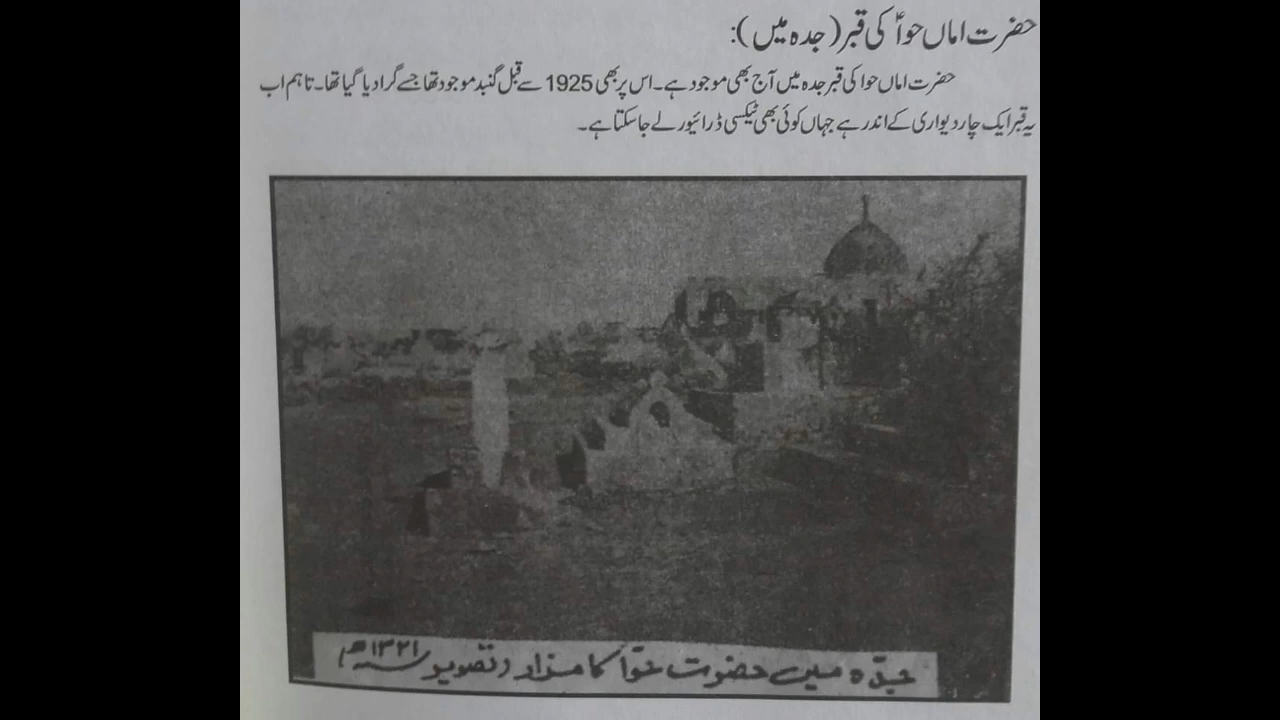 حضرت اماں حواؑ کی قبر (جدہ میں):
حضرت اماں حوا کی قبر جدہ میں آج بھی موجود ہے۔ اس پر بھی 1925 سے قبل گنبد موجود تھا جسے گرا دیا گیا تھا۔ تاہم اب
یہ قبر ایک چار دیواری کے اندر ہے جہاں کوئی بھی ٹیکسی ڈرائیور لے جا سکتا ہے۔
جدّہ میں حضرت حوّا کا مزار تصویر ۱۳۲۱ھ